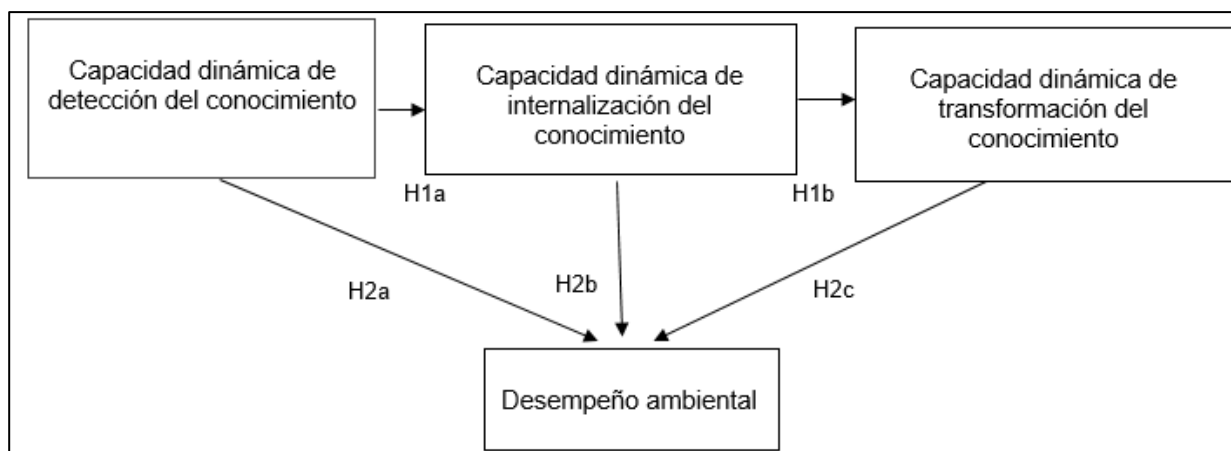 Capacidad dinámica de
detección del conocimiento
Capacidad dinámica de
internalización del
conocimiento
Capacidad dinámica de
transformación del
conocimiento
H1a
H1b
H2a
H2b
H2c
Desempeño ambiental